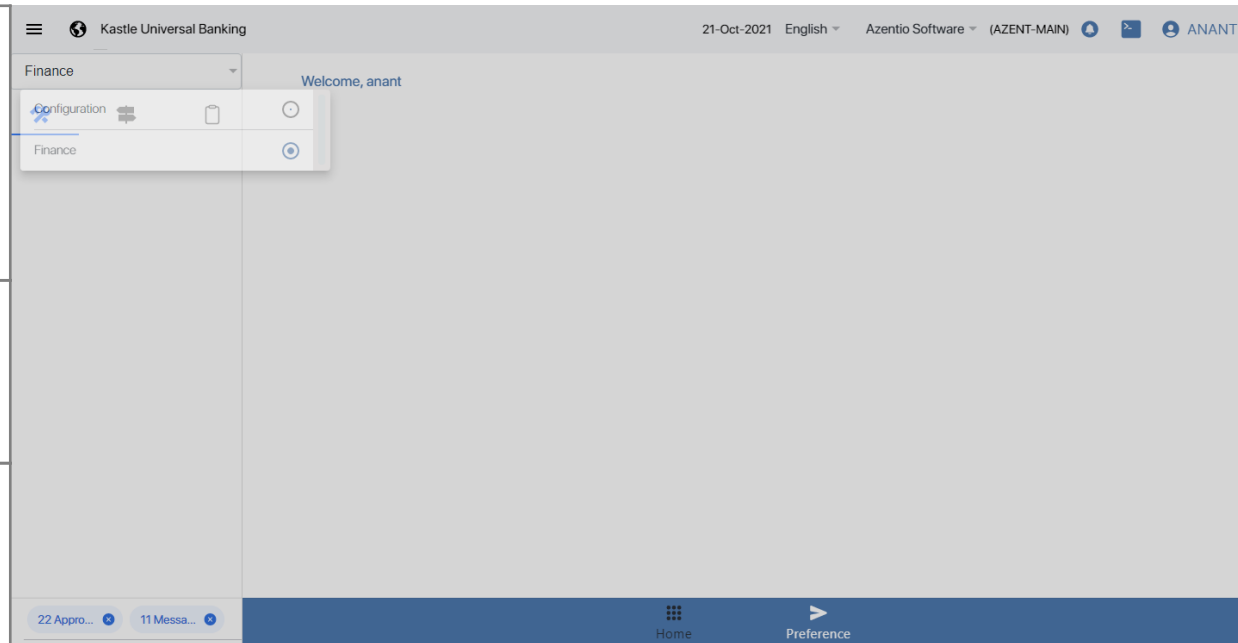 Kastle Universal Banking 21-Oct-2021 English Azentio Software (AZENT-MAIN) ANANT
Finance
Welcome, anant
Configuration
Finance
22 Appro... 11 Messa...
Home Preference